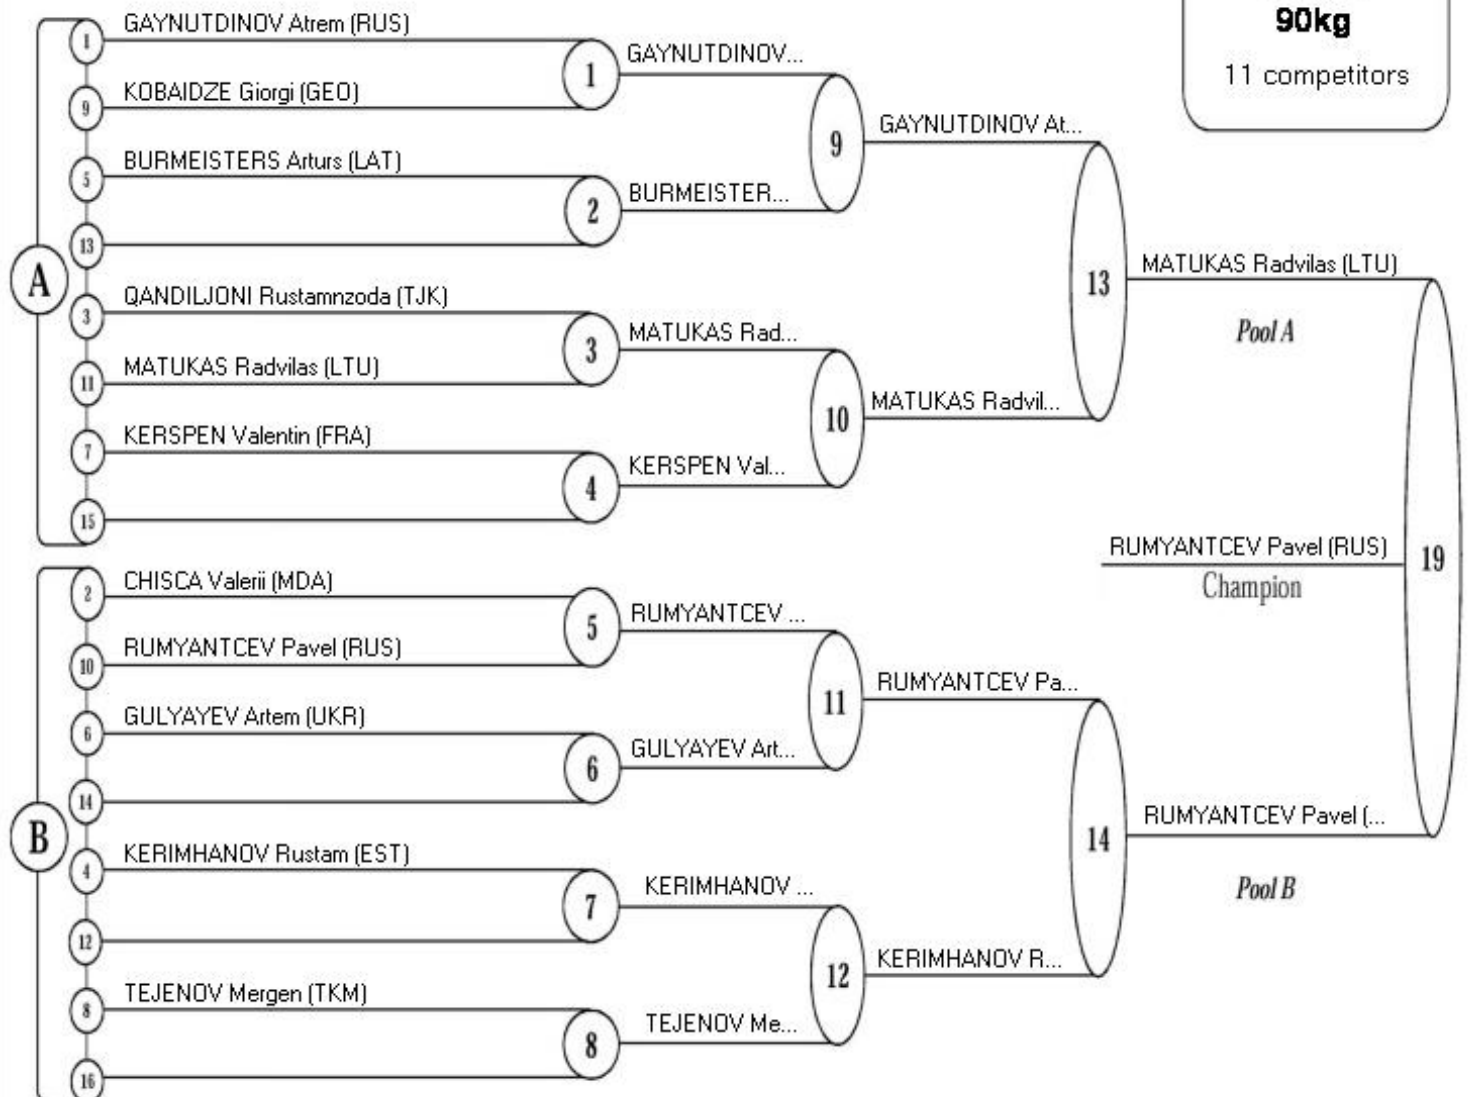 90kg
11 competitors
A
1
GAYNUTDINOV Atrem (RUS)
9
KOBAIDZE Giorgi (GEO)
1
GAYNUTDINOV...
5
BURMEISTERS Arturs (LAT)
13
2
BURMEISTER...
9
GAYNUTDINOV At...
3
QANDILJONI Rustamnzoda (TJK)
11
MATUKAS Radvilas (LTU)
3
MATUKAS Rad...
7
KERSPEN Valentin (FRA)
15
4
KERSPEN Val...
10
MATUKAS Radvil...
13
MATUKAS Radvilas (LTU)
Pool A
B
2
CHISCA Valerii (MDA)
10
RUMYANTCEV Pavel (RUS)
5
RUMYANTCEV ...
6
GULYAYEV Artem (UKR)
14
6
GULYAYEV Art...
11
RUMYANTCEV Pa...
4
KERIMHANOV Rustam (EST)
12
7
KERIMHANOV ...
8
TEJENOV Mergen (TKM)
16
8
TEJENOV Me...
12
KERIMHANOV R...
14
RUMYANTCEV Pavel (...
Pool B
19
RUMYANTCEV Pavel (RUS)
Champion